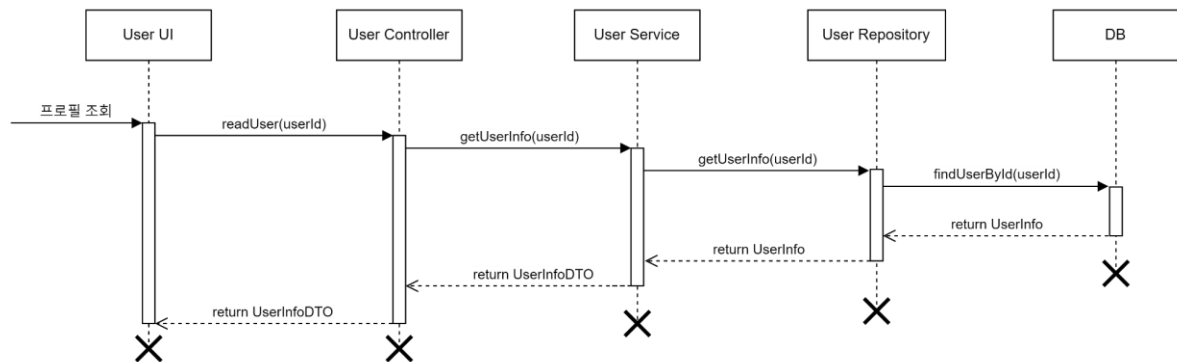 User UI
User Controller
User Service
User Repository
DB
프로필 조회
readUser(userId)
getUserInfo(userId)
getUserInfo(userId)
findUserById(userId)
return UserInfo
return UserInfo
return UserInfoDTO
return UserInfoDTO